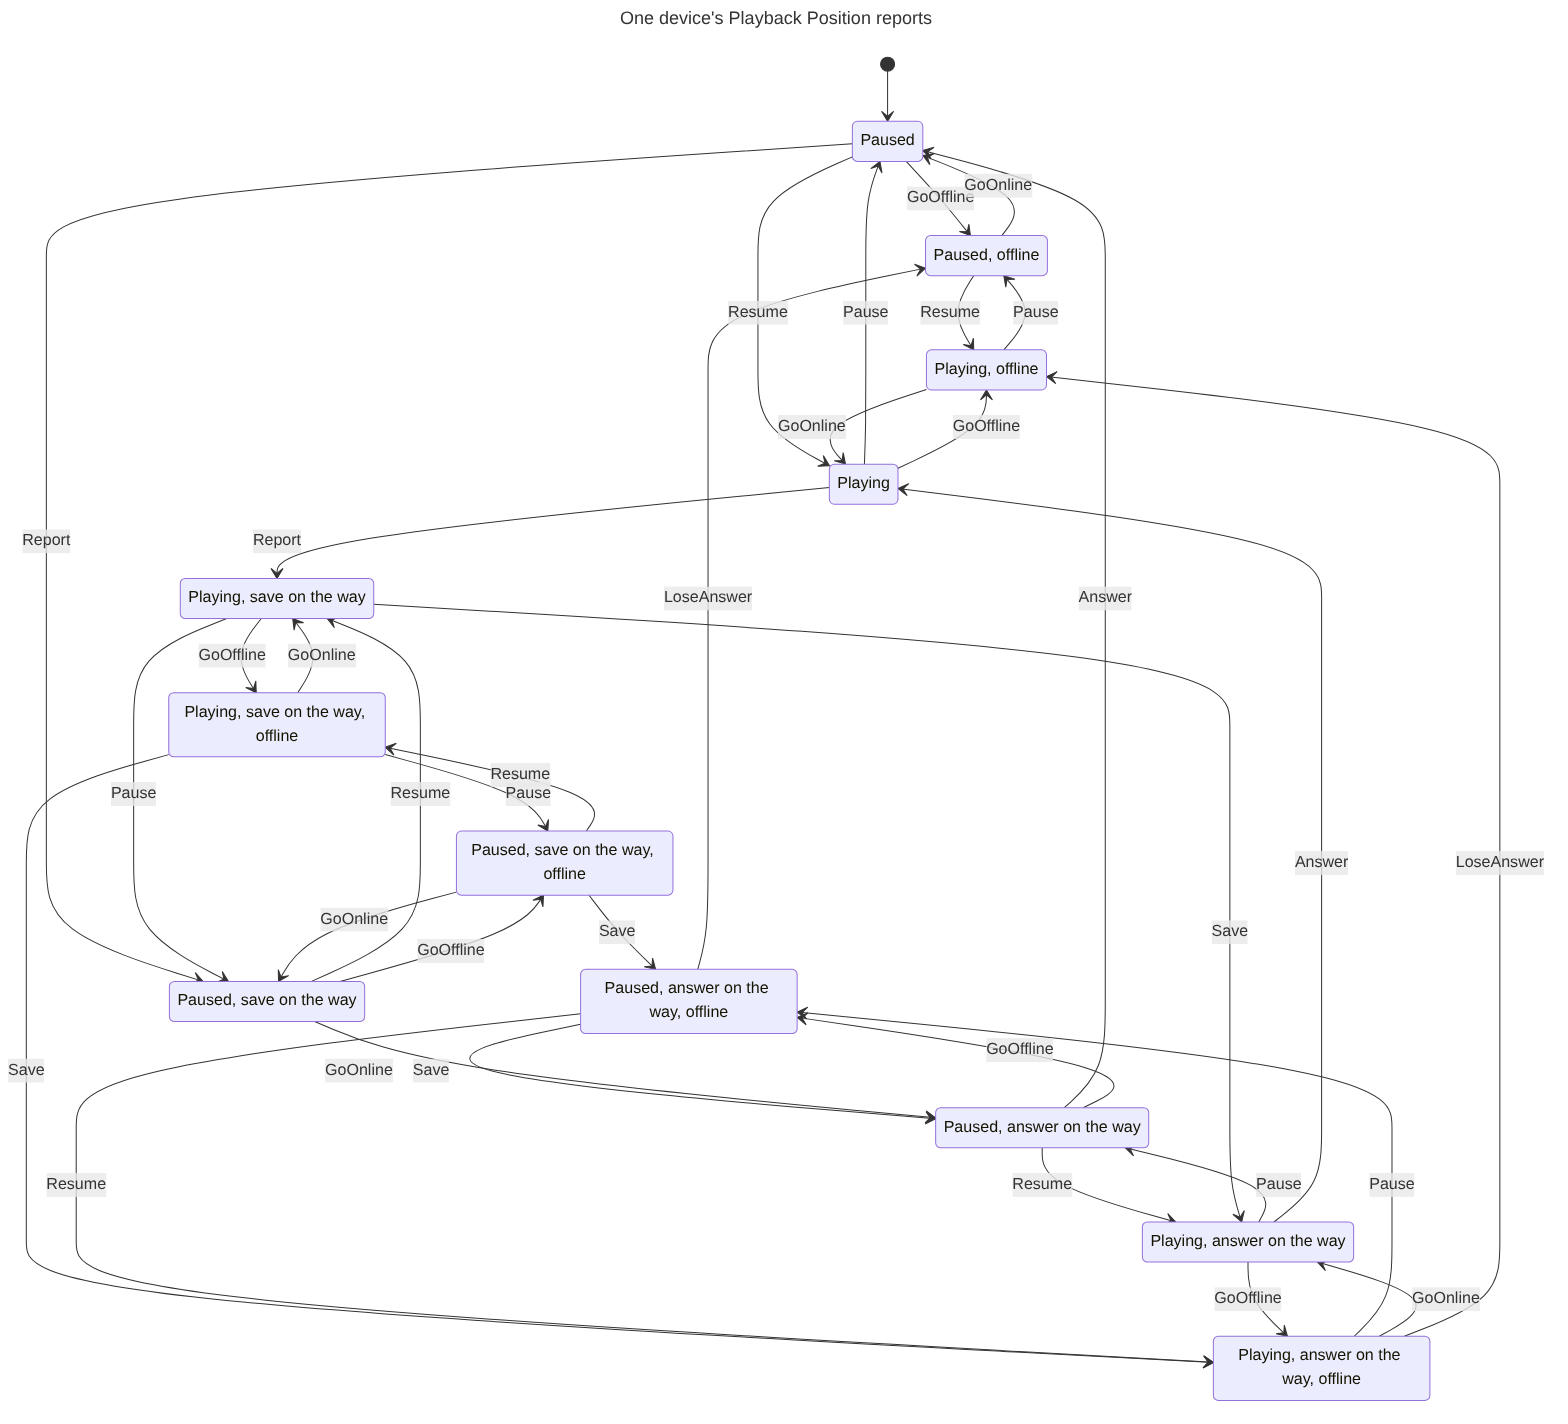 One device's Playback Position reports
Paused
GoOffline
GoOnline
Paused, offline
Resume
Pause
Resume
Pause
Playing, offline
GoOnline
GoOffline
Playing
Report
Report
Playing, save on the way
LoseAnswer
Answer
GoOffline
GoOnline
Playing, save on the way,
offline
Pause
Resume
Resume
Pause
Paused, save on the way,
offline
Answer
LoseAnswer
GoOnline
GoOffline
Save
Save
Paused, save on the way
Paused, answer on the
way, offline
Save
GoOnline
Save
GoOffline
Paused, answer on the way
Resume
Resume
Pause
Pause
Playing, answer on the way
GoOffline
GoOnline
Playing, answer on the
way, offline